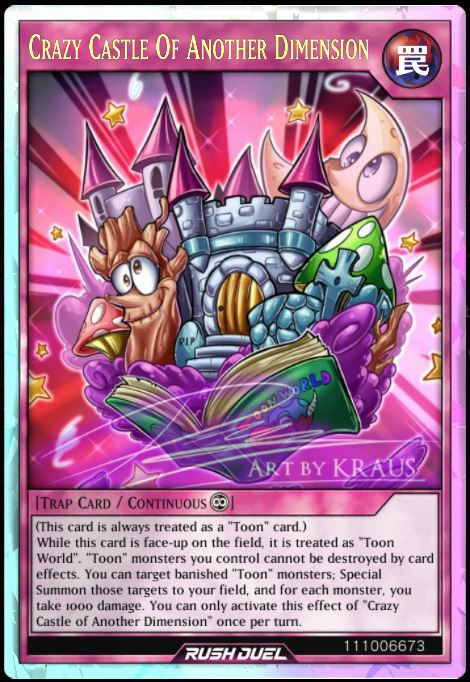 Crazy Castle Of Another Dimension
罠
RIP
TOON WORLD
ART BY KRAUS
[Trap Card / Continuous ♾]
(This card is always treated as a "Toon" card.)
While this card is face-up on the field, it is treated as "Toon
World". "Toon" monsters you control cannot be destroyed by card
effects. You can target banished "Toon" monsters; Special
Summon those targets to your field, and for each monster, you
take 1000 damage. You can only activate this effect of "Crazy
Castle of Another Dimension" once per turn.
111006673
RUSH DUEL